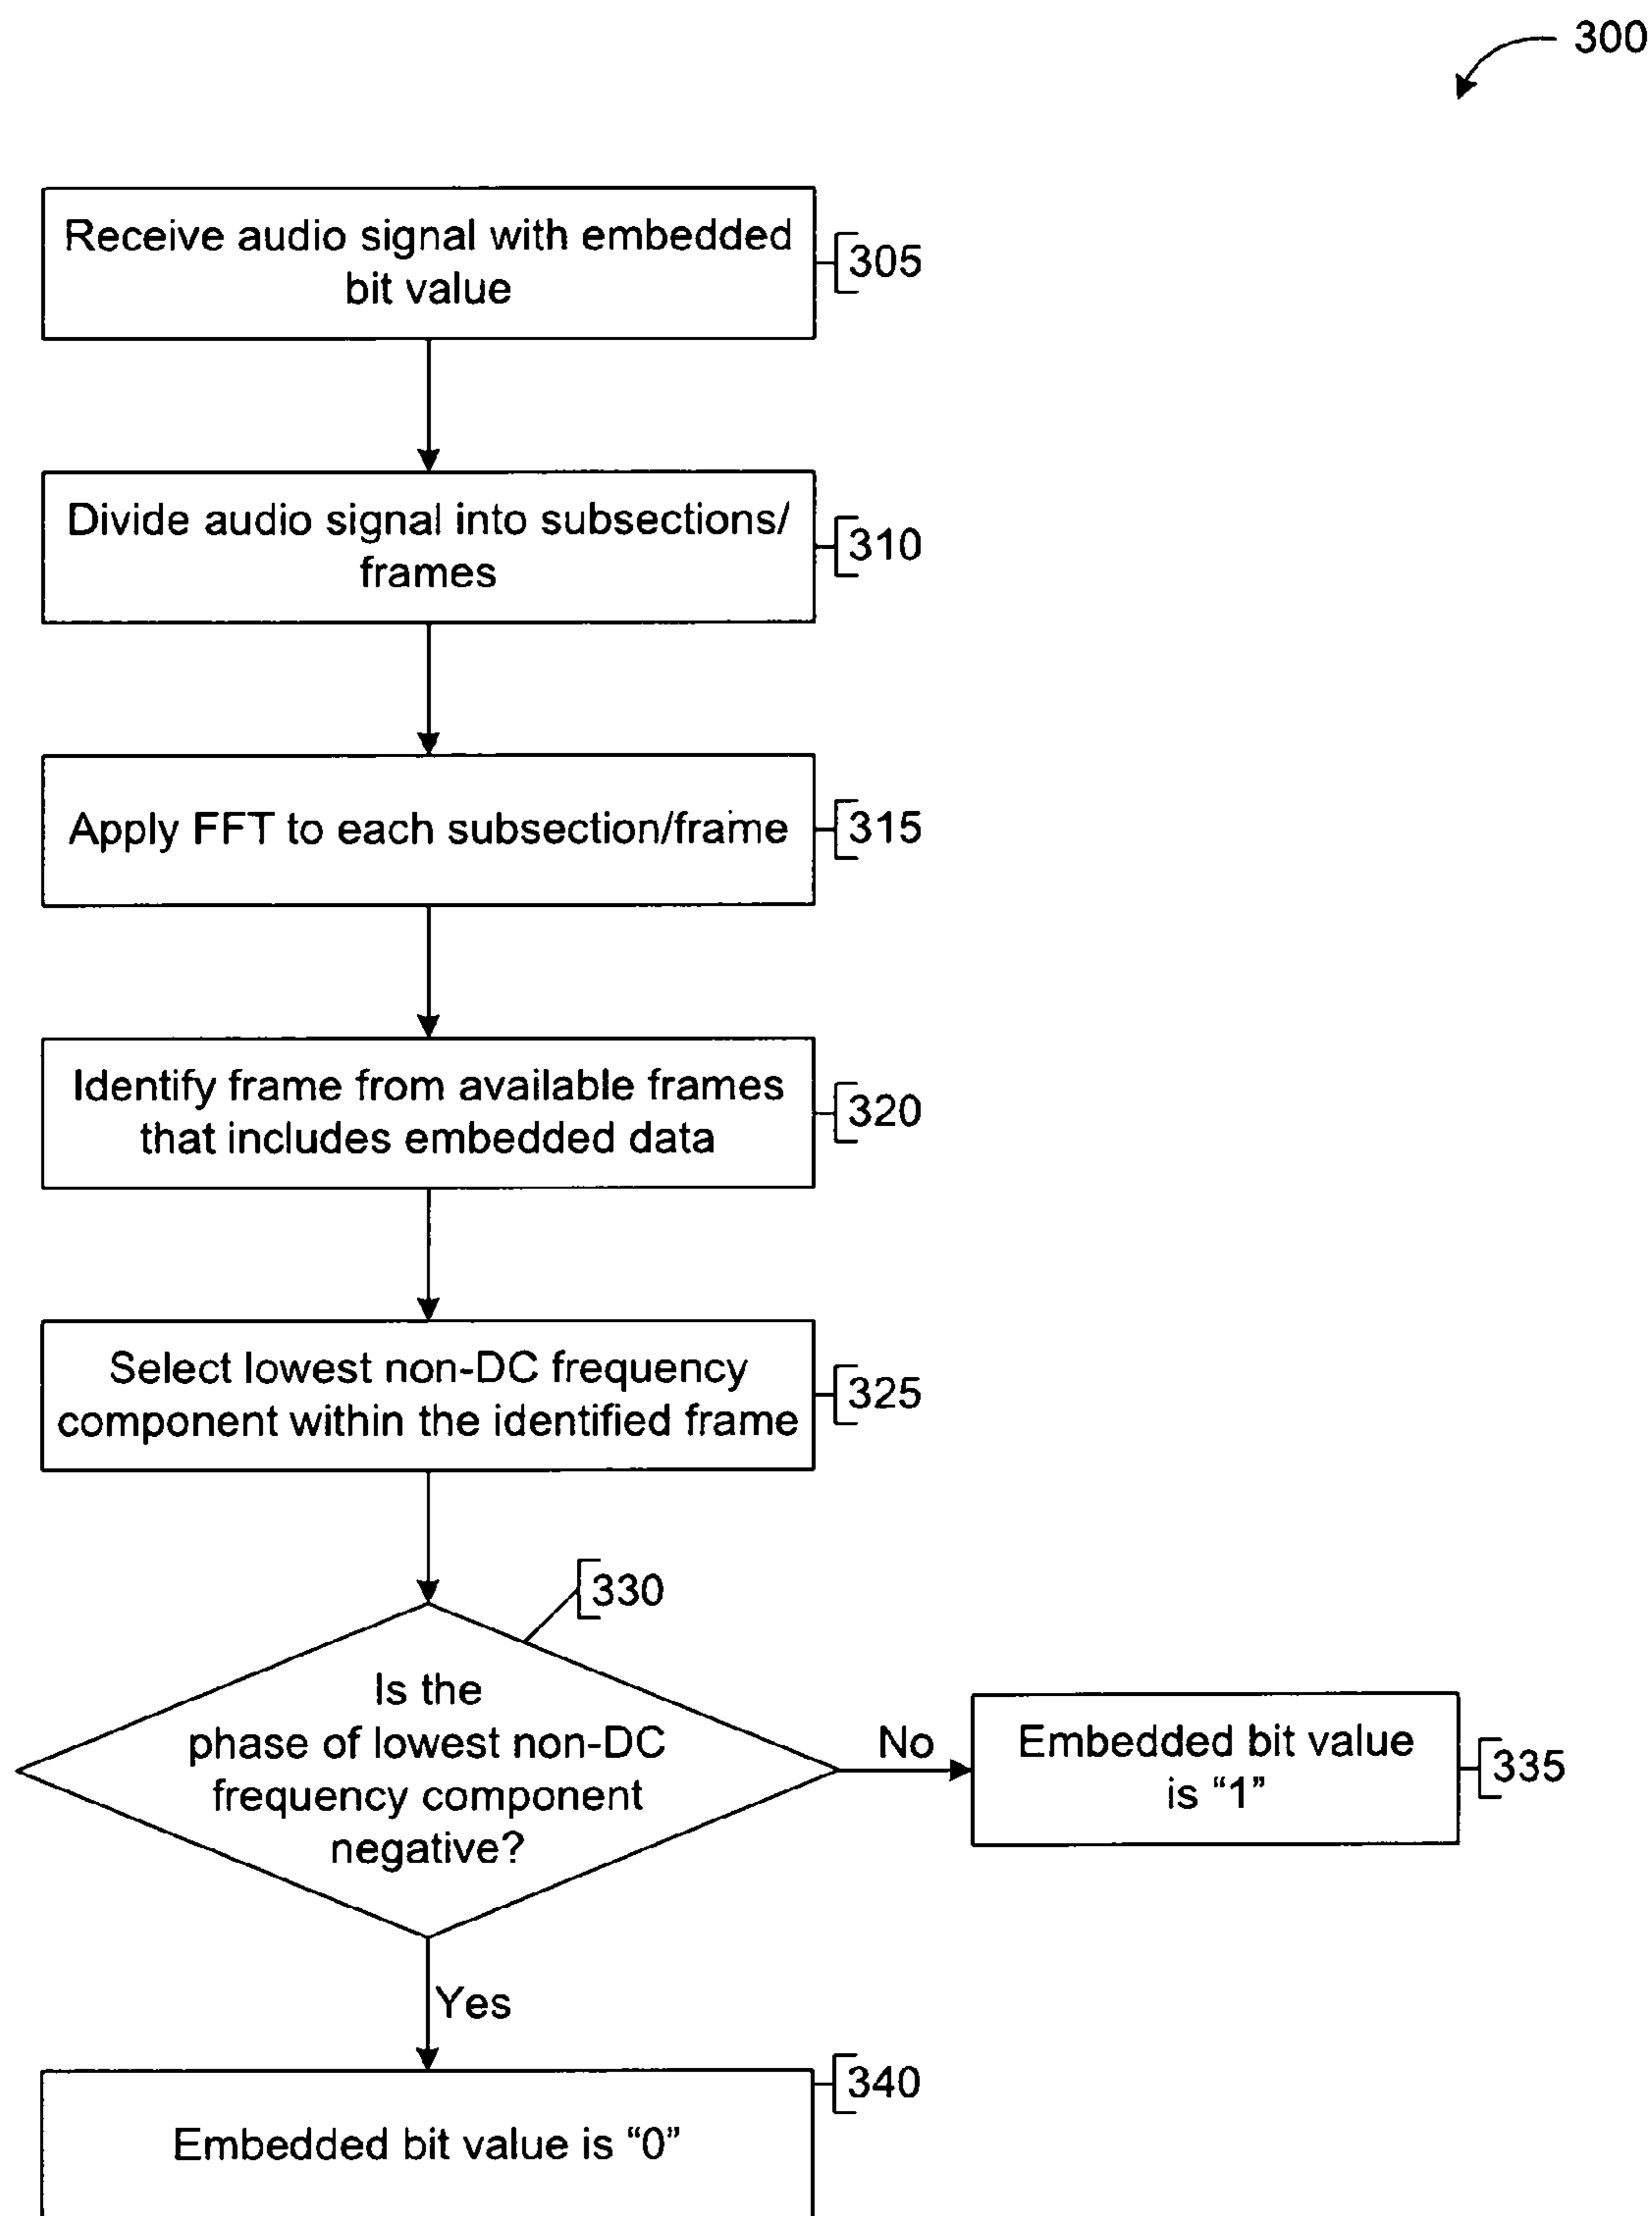 300
Receive audio signal with embedded
bit value
305
Divide audio signal into subsections/
frames
310
Apply FFT to each subsection/frame
315
Identify frame from available frames
that includes embedded data
320
Select lowest non-DC frequency
component within the identified frame
325
330
Is the
phase of lowest non-DC
frequency component
negative?
No
Embedded bit value
is “1”
335
Yes
340
Embedded bit value is “0”